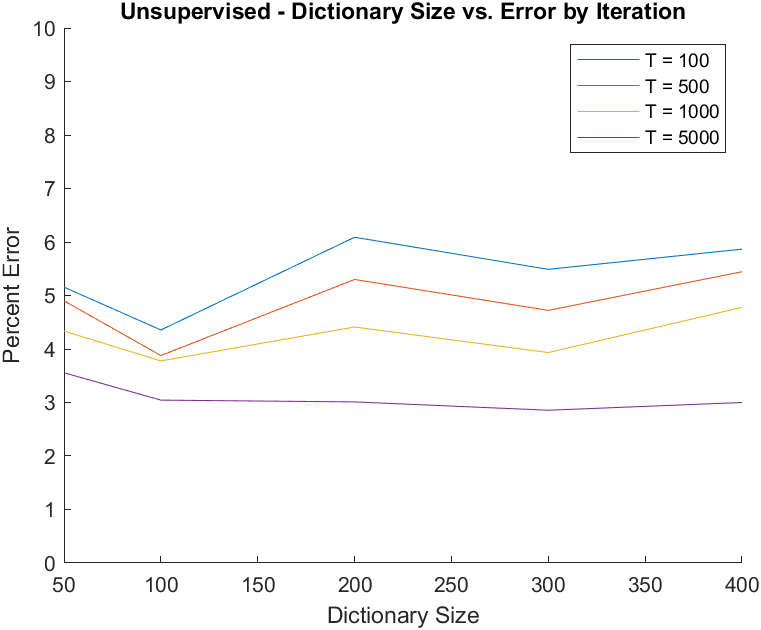 Unsupervised - Dictionary Size vs. Error by Iteration
10
9
8
7
6
5
4
3
2
1
0
Percent Error
T = 100
T = 500
T = 1000
T = 5000
50 100 150 200 250 300 350 400
Dictionary Size